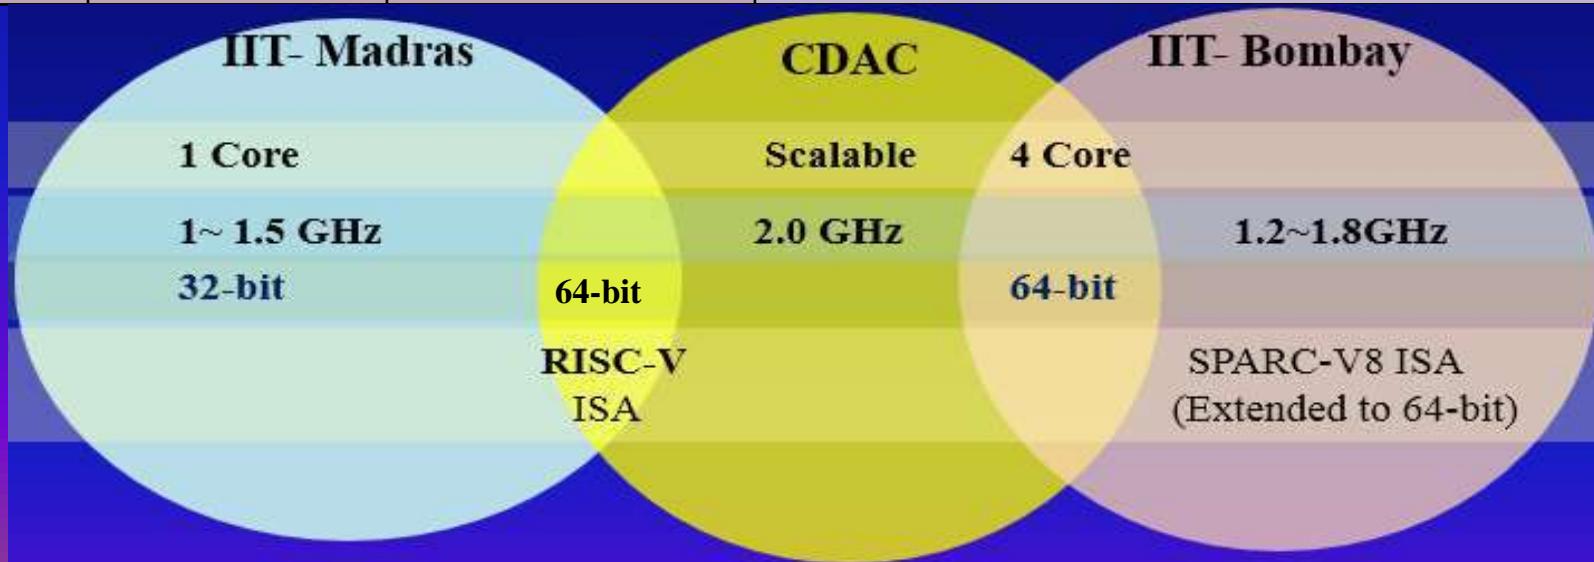 IIT- Madras CDAC IIT- Bombay
1 Core Scalable 4 Core
1~ 1.5 GHz 2.0 GHz 1.2~1.8GHz
32-bit 64-bit 64-bit
RISC-V SPARC-V8 ISA
ISA (Extended to 64-bit)